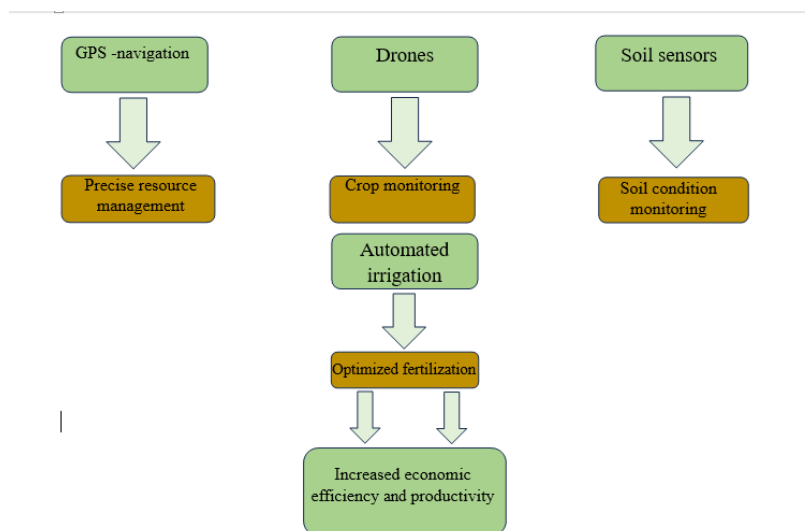 GPS -navigation
Drones
Soil sensors
Precise resource
management
Crop monitoring
Soil condition
monitoring
Automated
irrigation
Optimized fertilization
Increased economic
efficiency and productivity